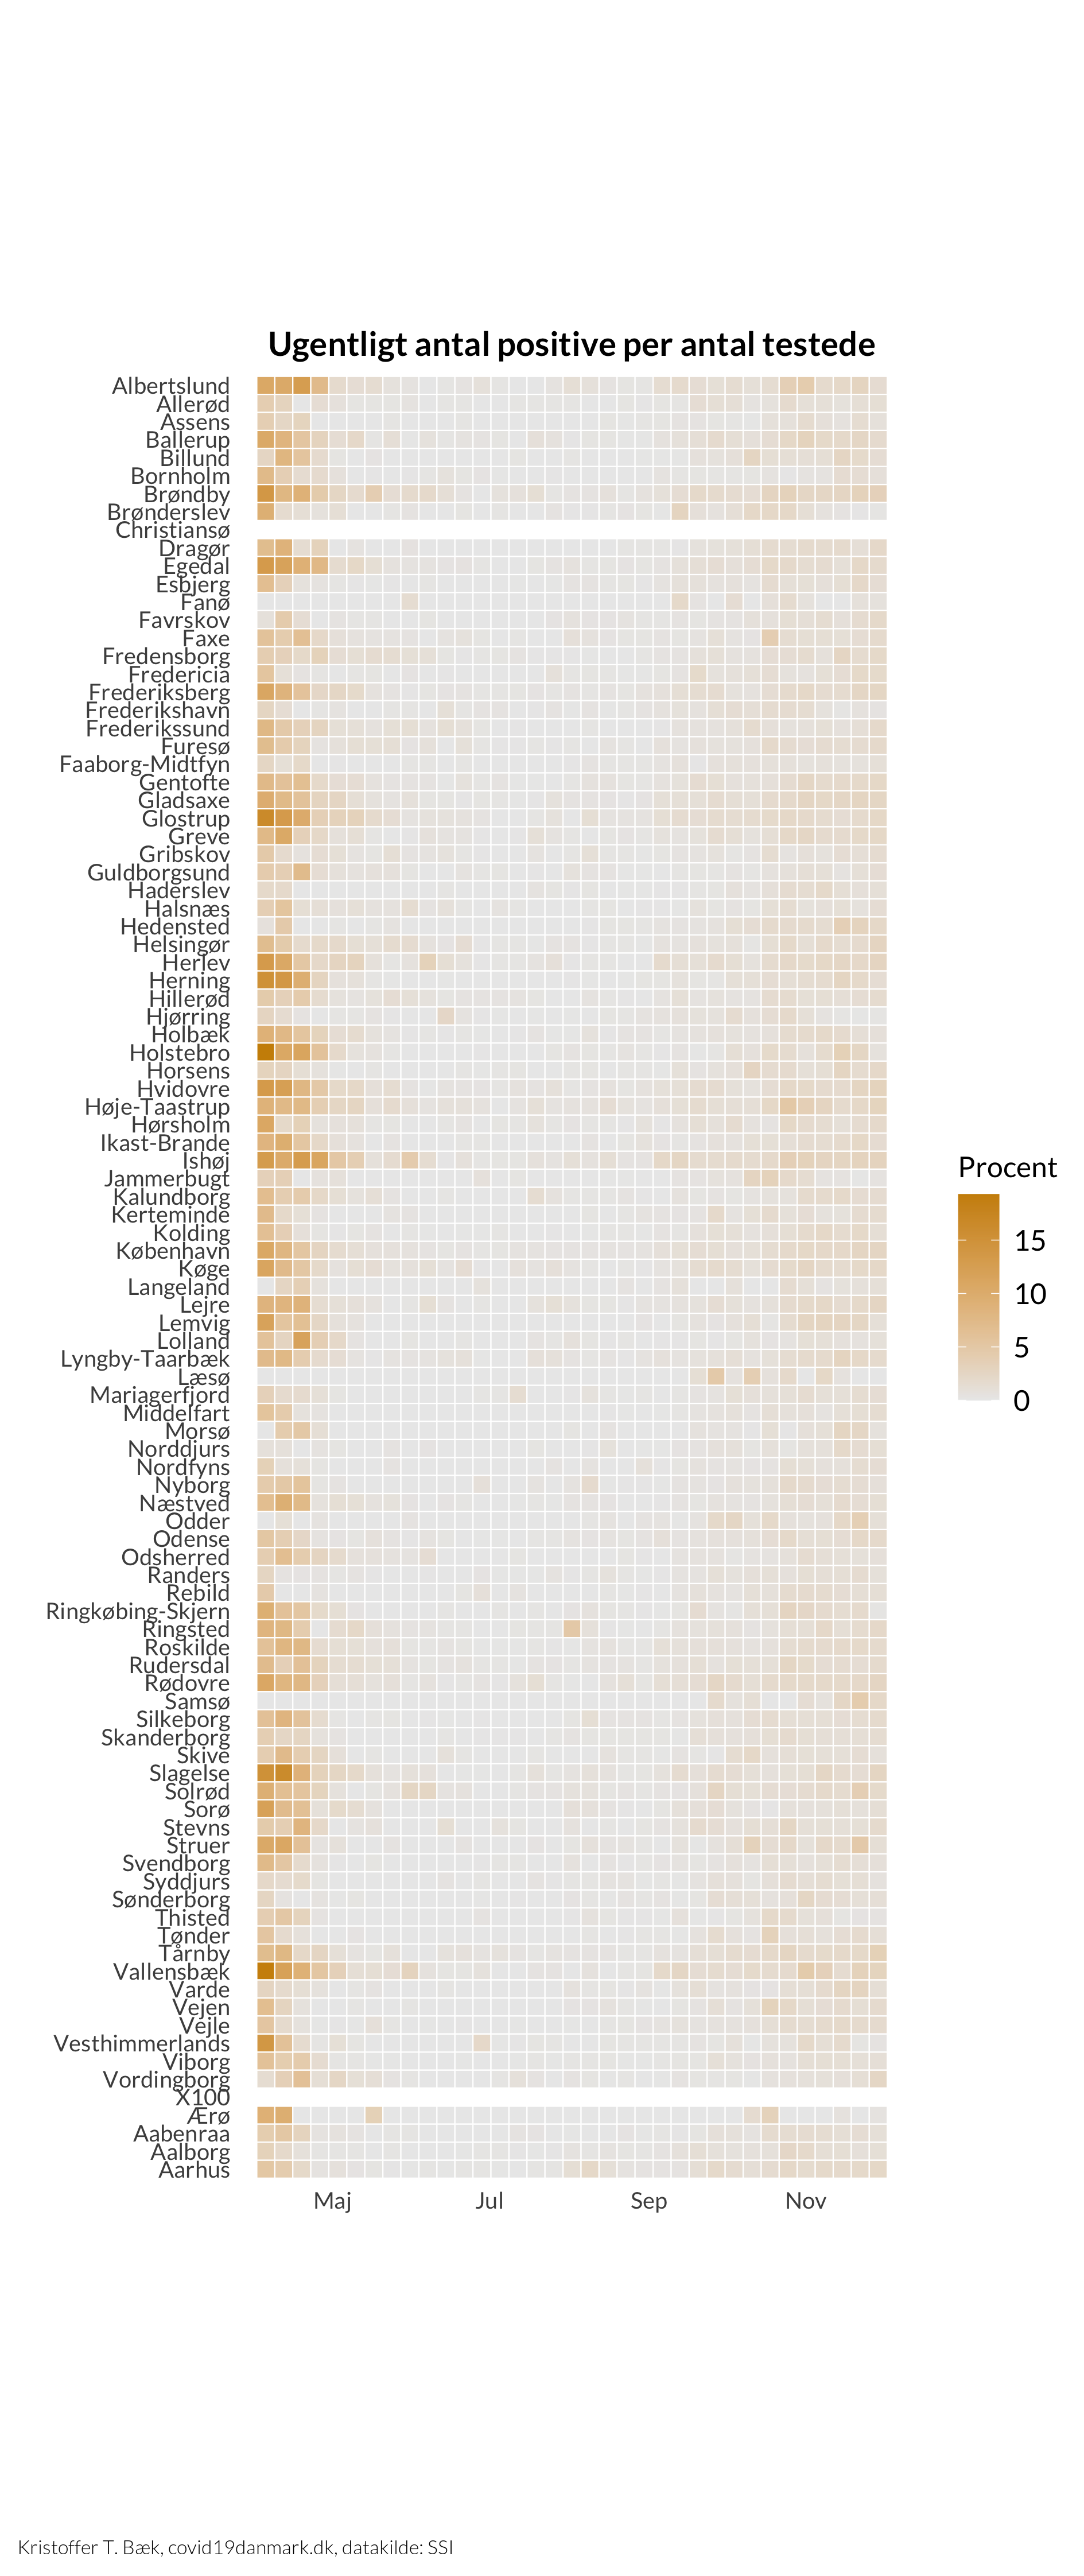 Ugentligt antal positive per antal testede
Albertslund
Allerød
Assens
Ballerup
Billund
Bornholm
Brøndby
Brønderslev
Christiansø
Dragør
Egedal
Esbjerg
Fanø
Favrskov
Faxe
Fredensborg
Fredericia
Frederiksberg
Frederikshavn
Frederikssund
Furesø
Faaborg-Midtfyn
Gentofte
Gladsaxe
Glostrup
Greve
Gribskov
Guldborgsund
Haderslev
Halsnæs
Hedensted
Helsingør
Herlev
Herning
Hillerød
Hjørring
Holbæk
Holstebro
Horsens
Hvidovre
Høje-Taastrup
Hørsholm
Ikast-Brande
Ishøj
Jammerbugt
Kalundborg
Kerteminde
Kolding
København
Køge
Langeland
Lejre
Lemvig
Lolland
Lyngby-Taarbæk
Læsø
Mariagerfjord
Middelfart
Morsø
Norddjurs
Nordfyns
Nyborg
Næstved
Odder
Odense
Odsherred
Randers
Rebild
Ringkøbing-Skjern
Ringsted
Roskilde
Rudersdal
Rødovre
Samsø
Silkeborg
Skanderborg
Skive
Slagelse
Solrød
Sorø
Stevns
Struer
Svendborg
Syddjurs
Sønderborg
Thisted
Tønder
Tårnby
Vallensbæk
Varde
Vejen
Vejle
Vesthimmerlands
Viborg
Vordingborg
X100
Ærø
Aabenraa
Aalborg
Aarhus
Maj Jul Sep Nov
Procent
15
10
5
0
Kristoffer T. Bæk, covid19danmark.dk, datakilde: SSI